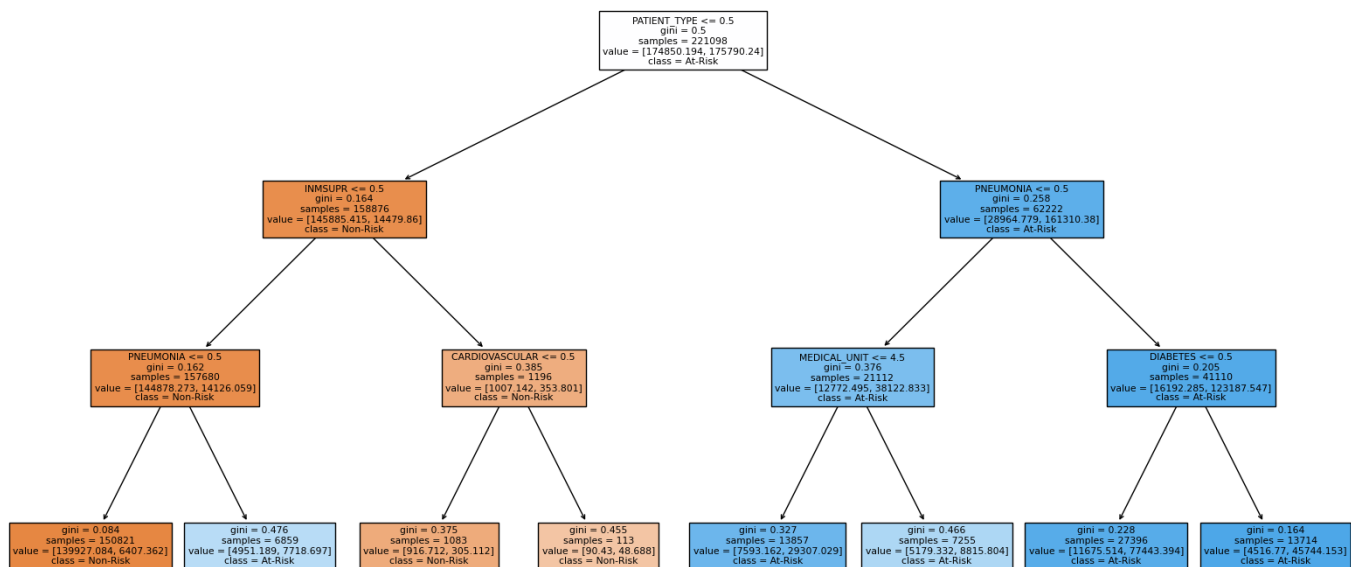 PATIENT_TYPE <= 0.5
gini = 0.5
samples = 221098
value = [174850.194, 175790.24]
class = At-Risk
INMSUPR <= 0.5
gini = 0.164
samples = 158876
value = [145885.415, 14479.86]
class = Non-Risk
PNEUMONIA <= 0.5
gini = 0.258
samples = 62222
value = [28964.779, 161310.38]
class = At-Risk
PNEUMONIA <= 0.5
gini = 0.162
samples = 157680
value = [144878.273, 14126.059]
class = Non-Risk
CARDIOVASCULAR <= 0.5
gini = 0.385
samples = 1196
value = [1007.142, 353.801]
class = Non-Risk
MEDICAL_UNIT <= 4.5
gini = 0.376
samples = 21112
value = [12772.495, 38122.833]
class = At-Risk
DIABETES <= 0.5
gini = 0.205
samples = 41110
value = [16192.285, 123187.547]
class = At-Risk
gini = 0.084
samples = 150821
value = [139927.084, 6407.362]
class = Non-Risk
gini = 0.476
samples = 6859
value = [4951.189, 7718.697]
class = At-Risk
gini = 0.375
samples = 1083
value = [916.712, 305.112]
class = Non-Risk
gini = 0.455
samples = 113
value = [90.43, 48.688]
class = Non-Risk
gini = 0.327
samples = 13857
value = [7593.162, 29307.029]
class = At-Risk
gini = 0.466
samples = 7255
value = [5179.332, 8815.804]
class = At-Risk
gini = 0.228
samples = 27396
value = [11675.514, 77443.394]
class = At-Risk
gini = 0.164
samples = 13714
value = [4516.77, 45744.153]
class = At-Risk